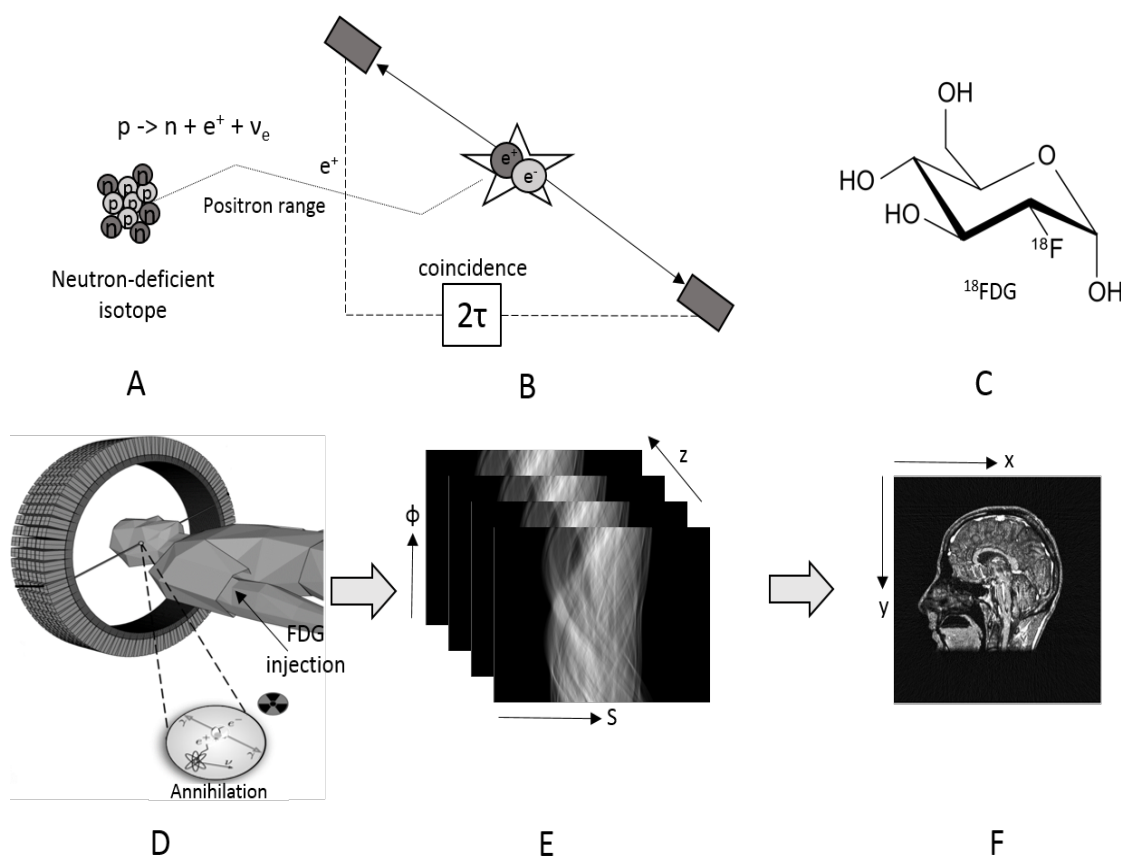 p -> n + e⁺ + νₑ
n
n
p
p
p
p
p
n
p
n
n
n
Neutron-deficient
isotope
e⁺
Positron range
e⁺
e⁻
coincidence
2τ
OH
O
HO
HO
¹⁸F
¹⁸FDG
OH
A
B
C
FDG
injection
e⁻
e⁺
Annihilation
ϕ
z
S
x
y
D
E
F